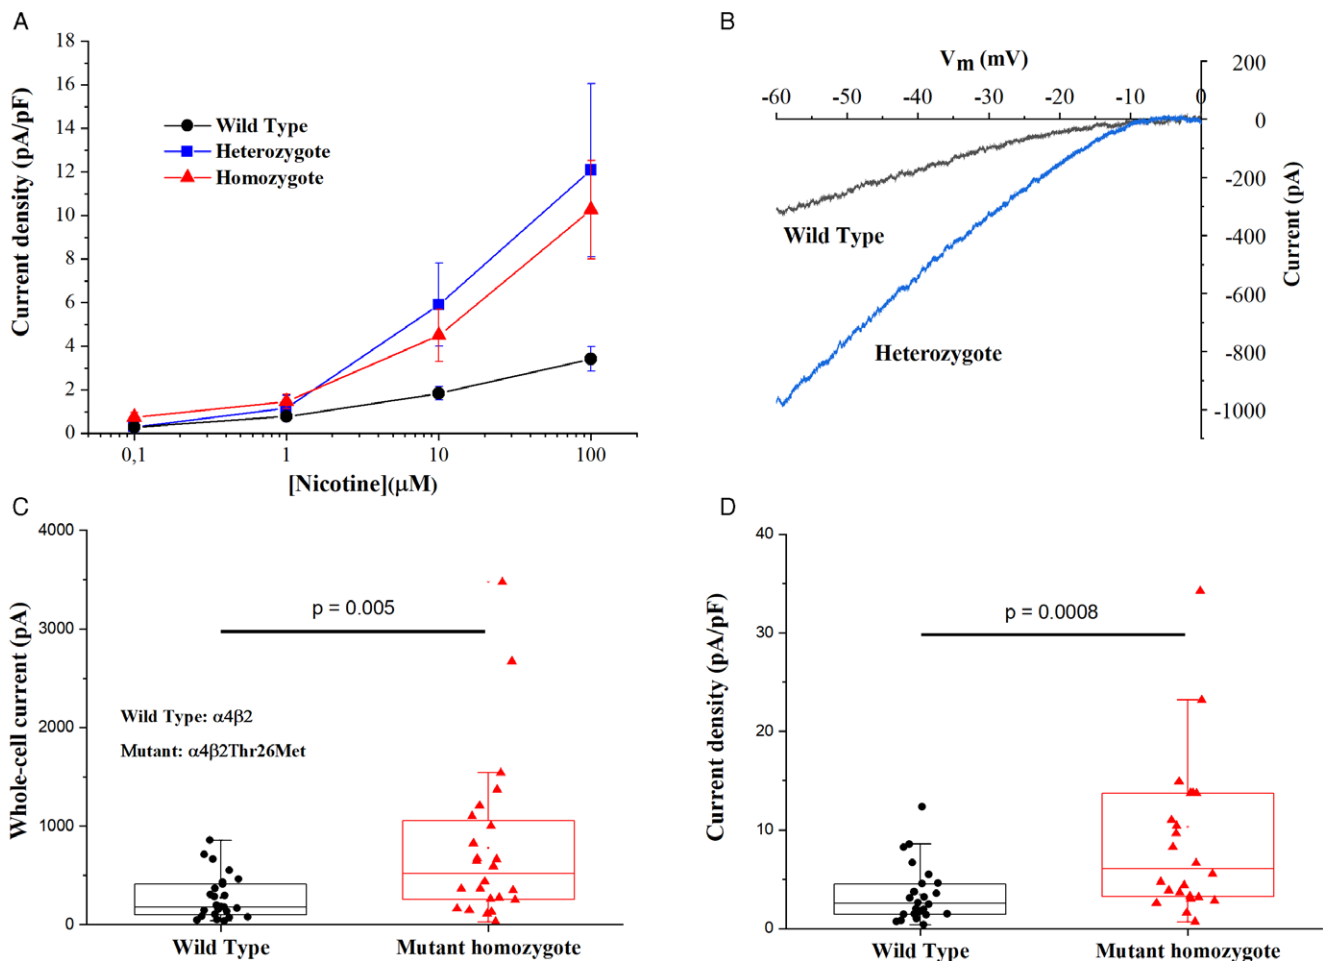 A
18
16
14
12
10
8
6
4
2
0
Current density (pA/pF)
Wild Type
Heterozygote
Homozygote
0,1 1 10 100
[Nicotine](μM)
B
Vm (mV)
-60 -50 -40 -30 -20 -10 0
200
0
-200
-400
-600
-800
-1000
Current (pA)
Wild Type
Heterozygote
C
4000
3000
2000
1000
0
Whole-cell current (pA)
p = 0.005
Wild Type: α4β2
Mutant: α4β2Thr26Met
Wild Type Mutant homozygote
D
40
30
20
10
0
Current density (pA/pF)
p = 0.0008
Wild Type Mutant homozygote